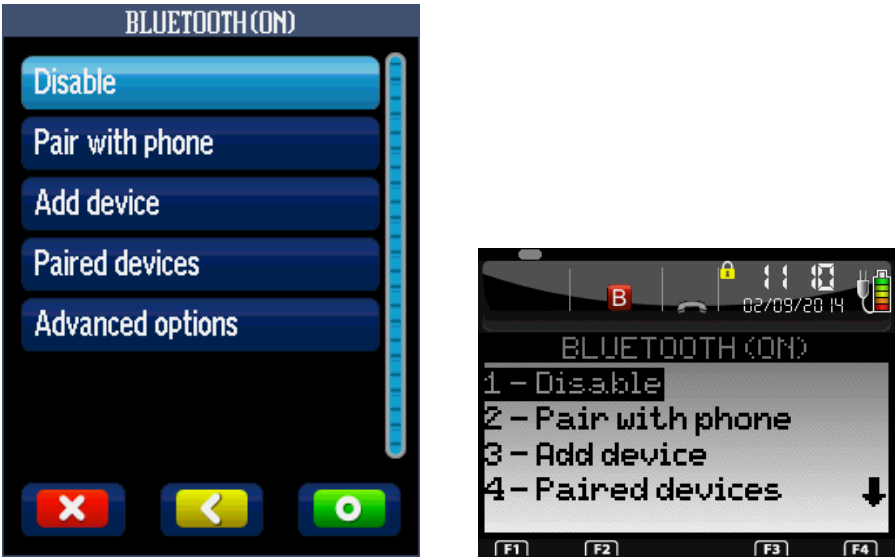 BLUETOOTH(ON)
Disable
Pair with phone
Add device
Paired devices
Advanced options
B
11 10
02/09/2014
BLUETOOTH (ON)
1 - Disable
2 - Pair with phone
3 - Add device
4 - Paired devices
F1 F2 F3 F4